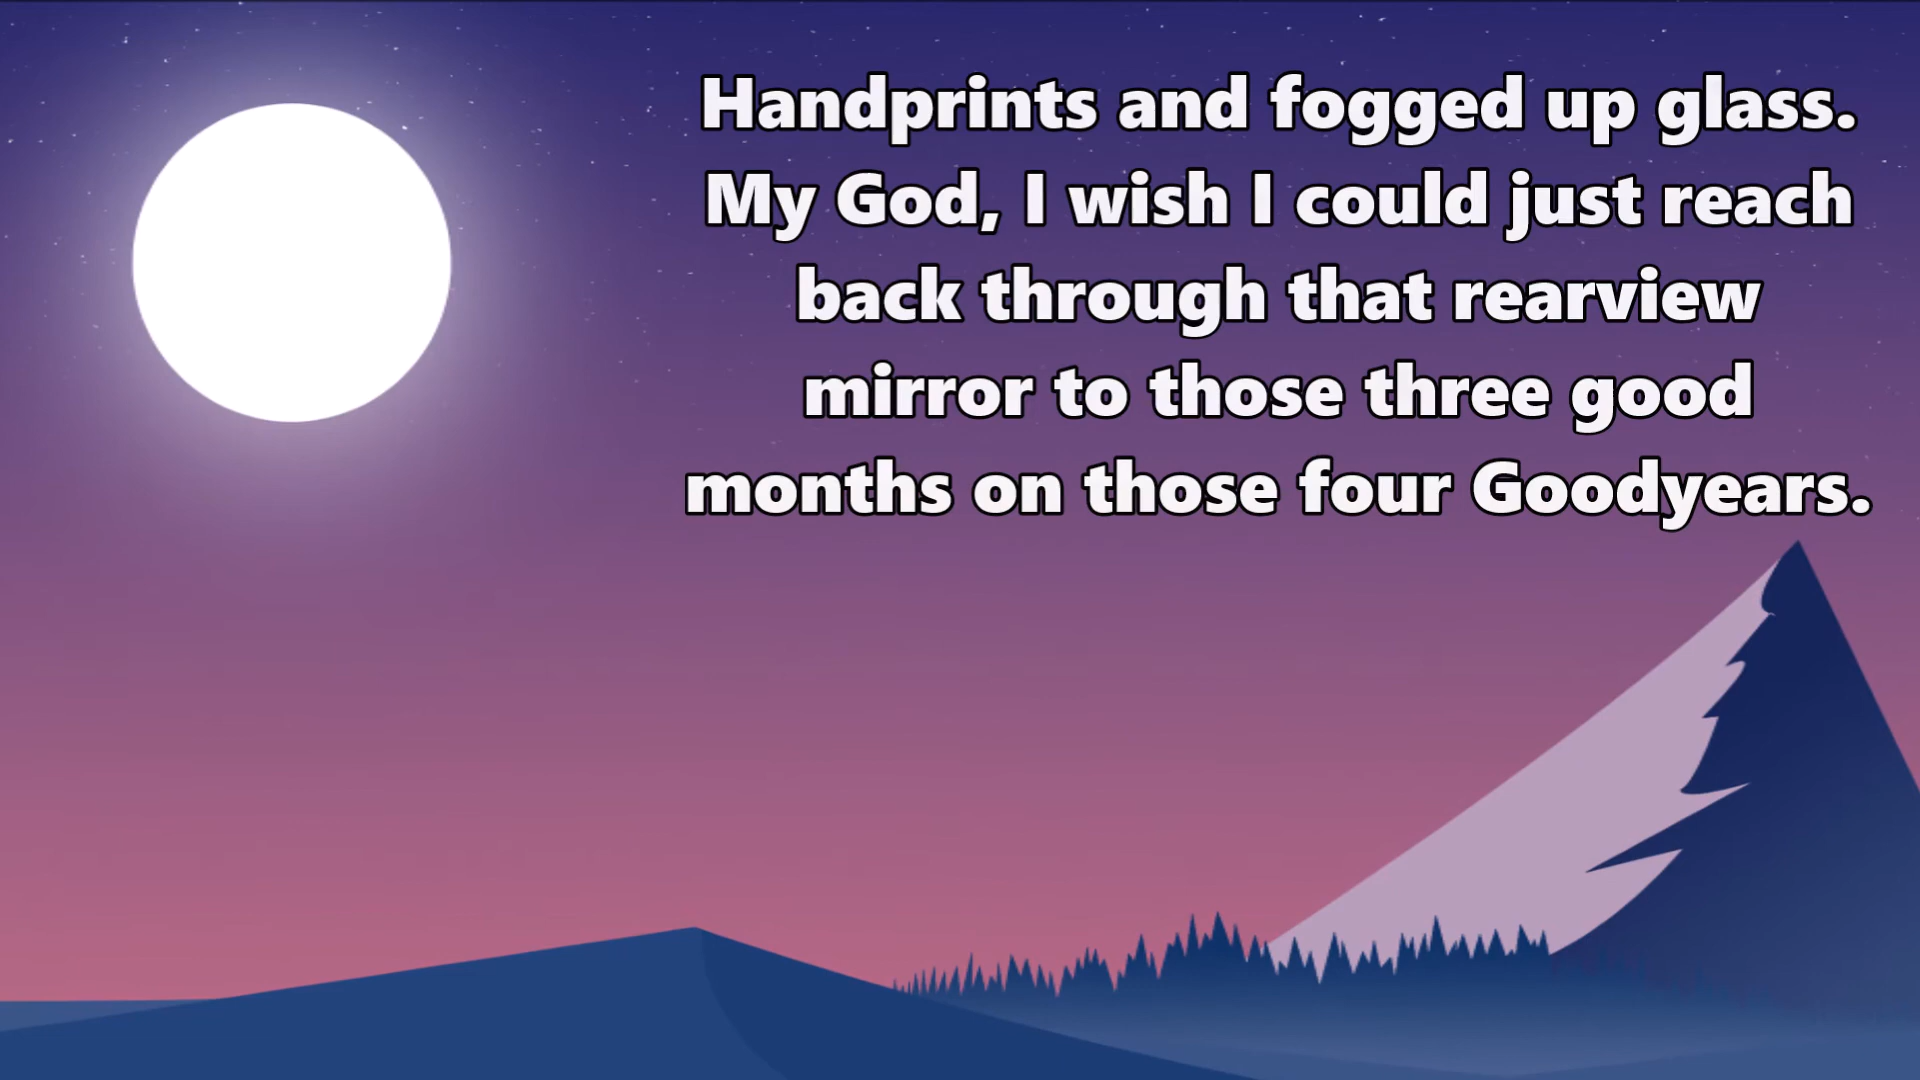 Handprints and fogged up glass.
My God, I wish I could just reach
back through that rearview
mirror to those three good
months on those four Goodyears.